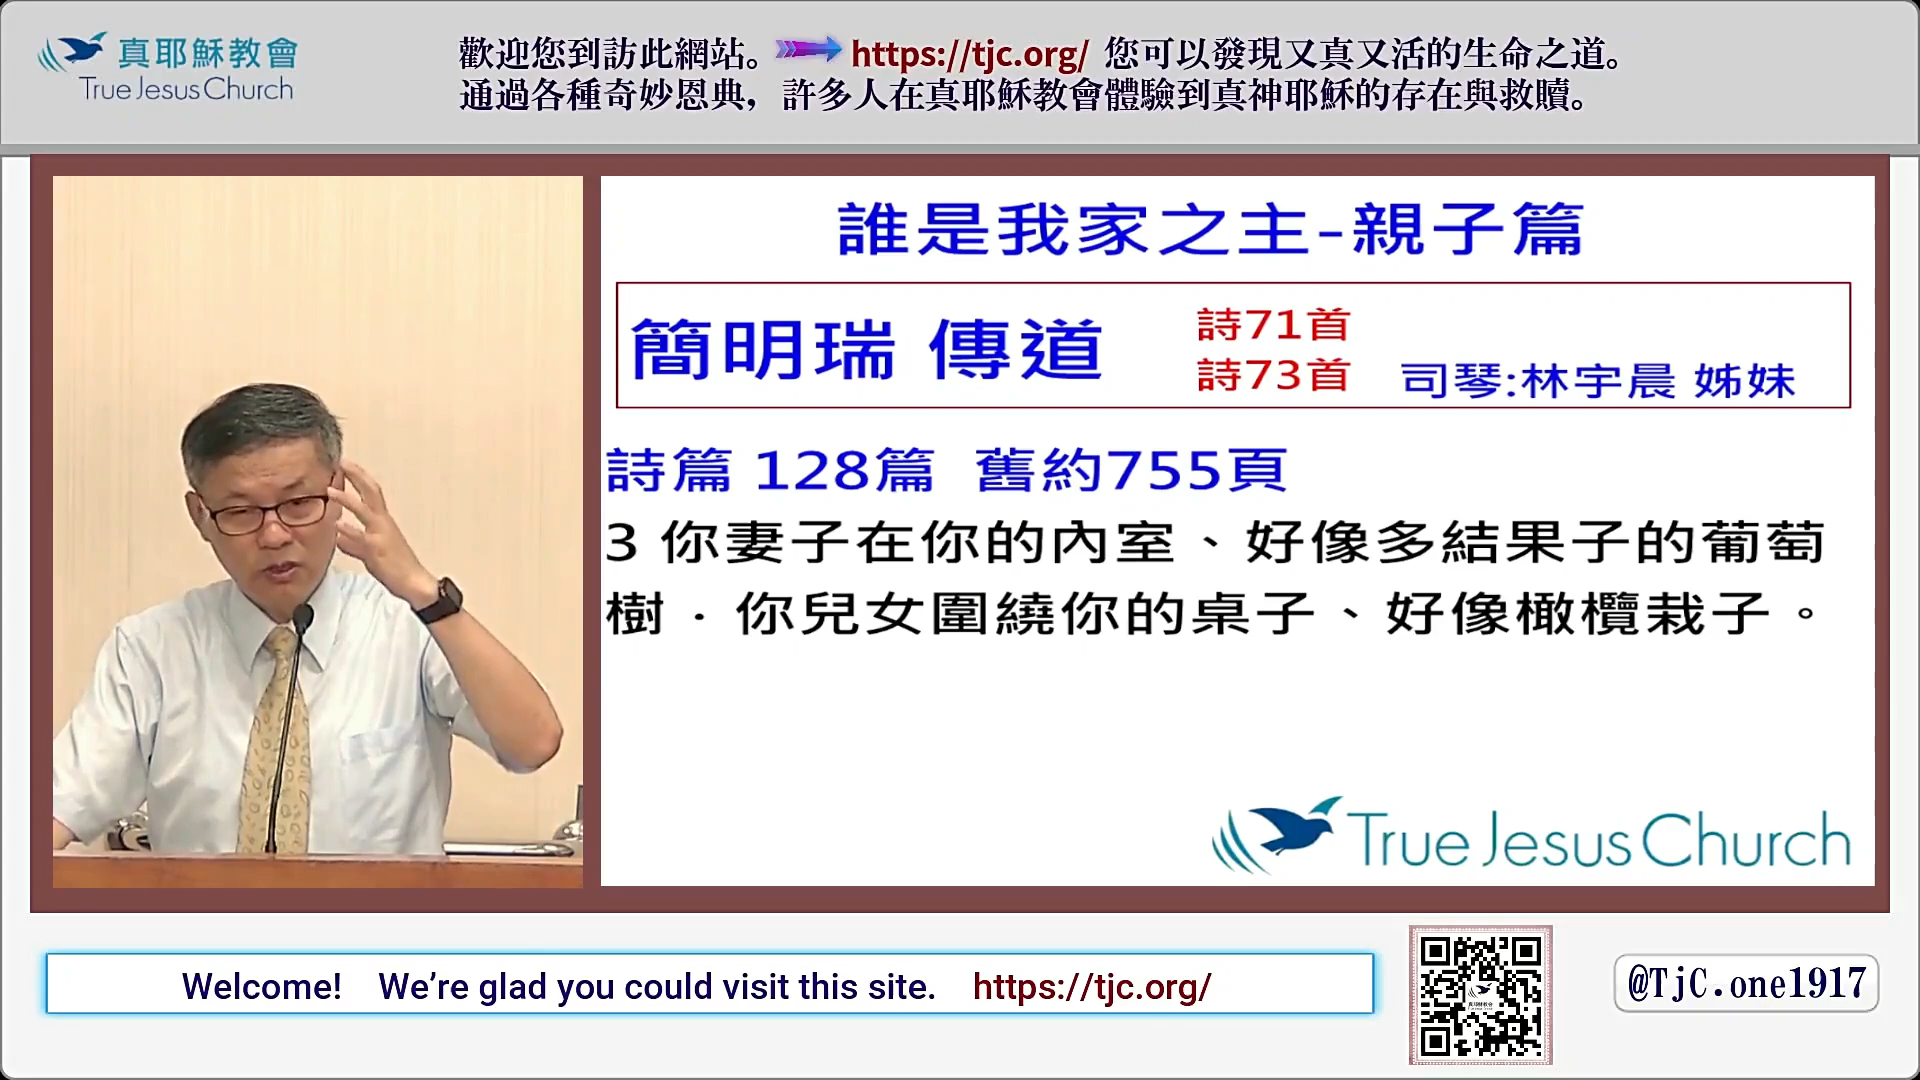 真耶穌教會
True Jesus Church
歡迎您到訪此網站。 https://tjc.org/ 您可以發現又真又活的生命之道。
通過各種奇妙恩典，許多人在真耶穌教會體驗到真神耶穌的存在與救贖。
誰是我家之主-親子篇
簡明瑞 傳道
詩71首
詩73首
司琴:林宇晨 姊妹
詩篇 128篇 舊約755頁
3 你妻子在你的內室、好像多結果子的葡萄
樹．你兒女圍繞你的桌子、好像橄欖栽子。
True Jesus Church
Welcome! We’re glad you could visit this site. https://tjc.org/
@TjC.one1917